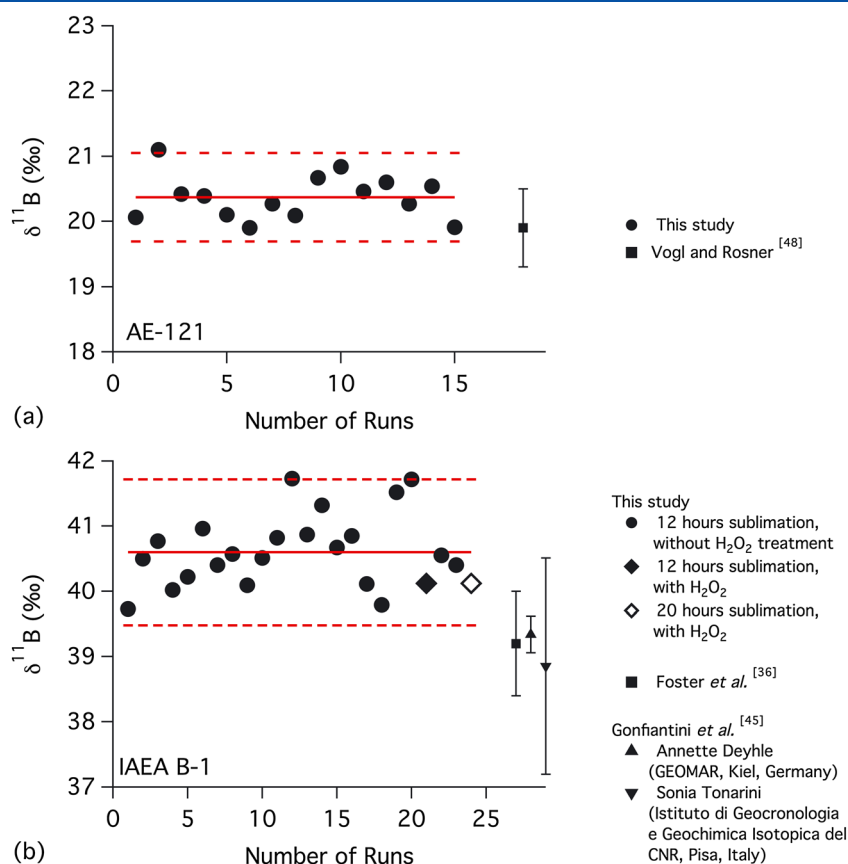 23
22
21
20
19
18
δ¹¹B (‰)
AE-121
0 5 10 15
Number of Runs
(a)
This study
Vogl and Rosner [48]
42
41
40
39
38
37
δ¹¹B (‰)
IAEA B-1
0 5 10 15 20 25
Number of Runs
(b)
This study
12 hours sublimation,
without H₂O₂ treatment
12 hours sublimation,
with H₂O₂
20 hours sublimation,
with H₂O₂
Foster et al. [36]
Gonfiantini et al. [45]
Annette Deyhle
(GEOMAR, Kiel, Germany)
Sonia Tonarini
(Istituto di Geocronologia
e Geochimica Isotopica del
CNR, Pisa, Italy)